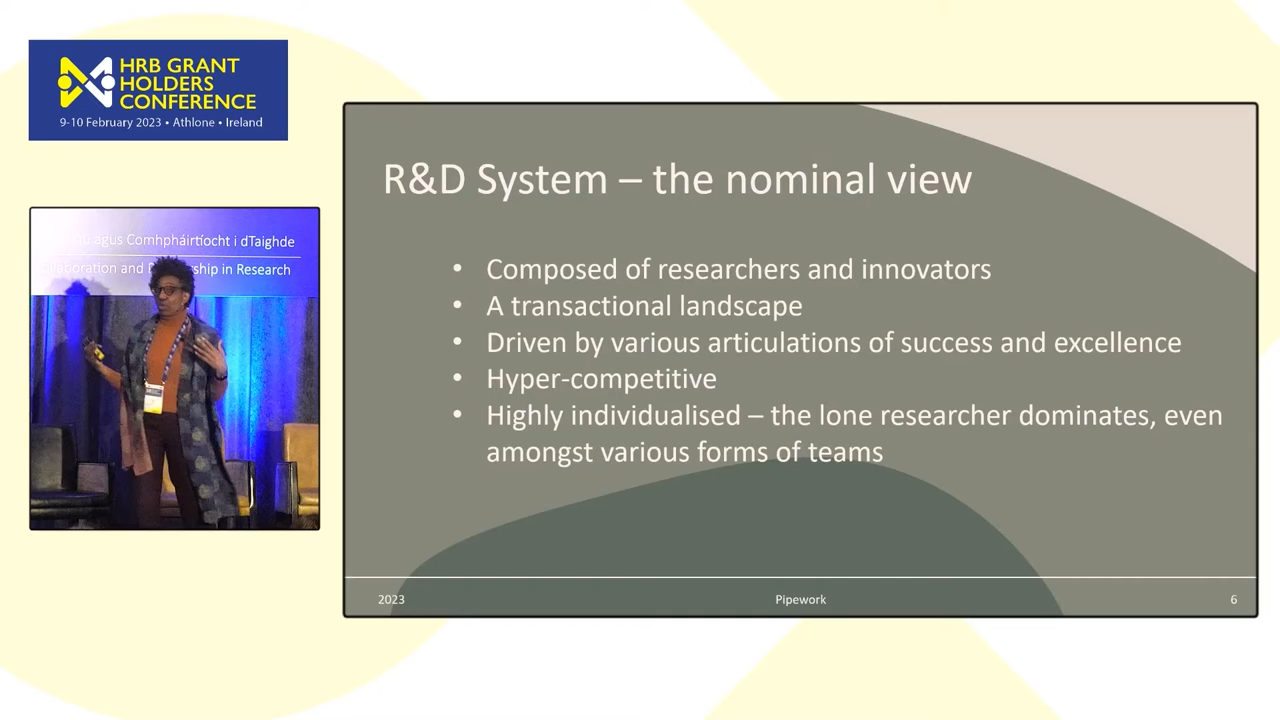 HRB GRANT
HOLDERS
CONFERENCE
9-10 February 2023 • Athlone • Ireland
agus Comhpháirtíocht i dTaighde
and
ship in Research
R&D System – the nominal view
• Composed of researchers and innovators
• A transactional landscape
• Driven by various articulations of success and excellence
• Hyper-competitive
• Highly individualised – the lone researcher dominates, even
amongst various forms of teams
2023
Pipework
6